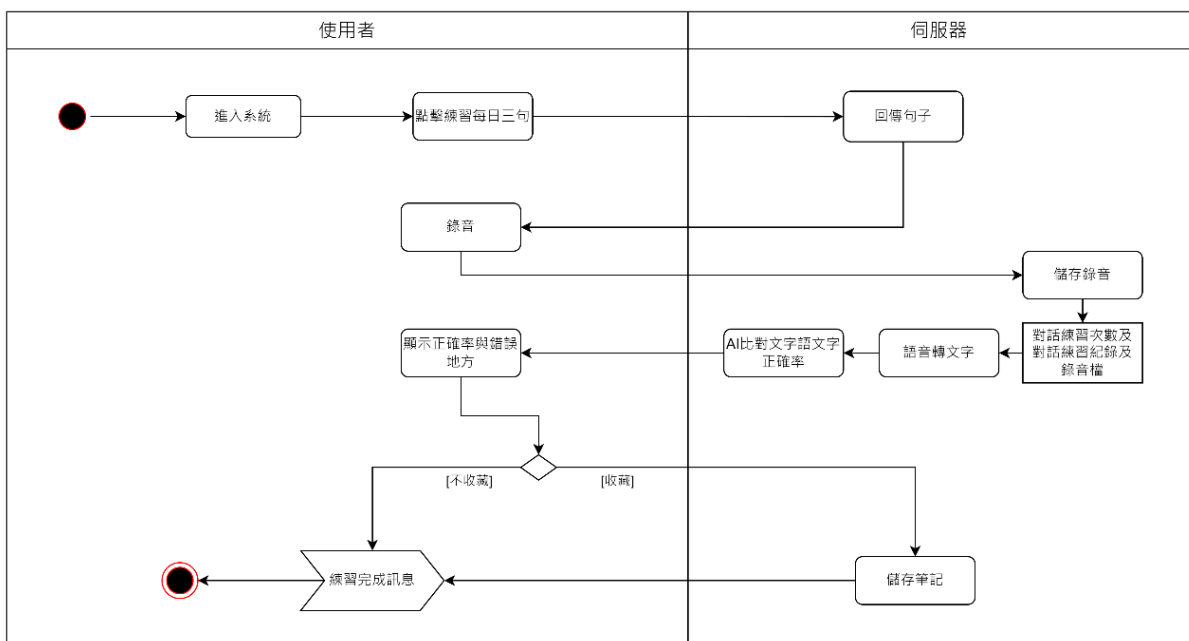 使用者
伺服器
進入系統
點擊練習每日三句
回傳句子
錄音
儲存錄音
對話練習次數及
對話練習紀錄及
錄音檔
語音轉文字
AI比對文字語文字
正確率
顯示正確率與錯誤
地方
[不收藏]
[收藏]
練習完成訊息
儲存筆記